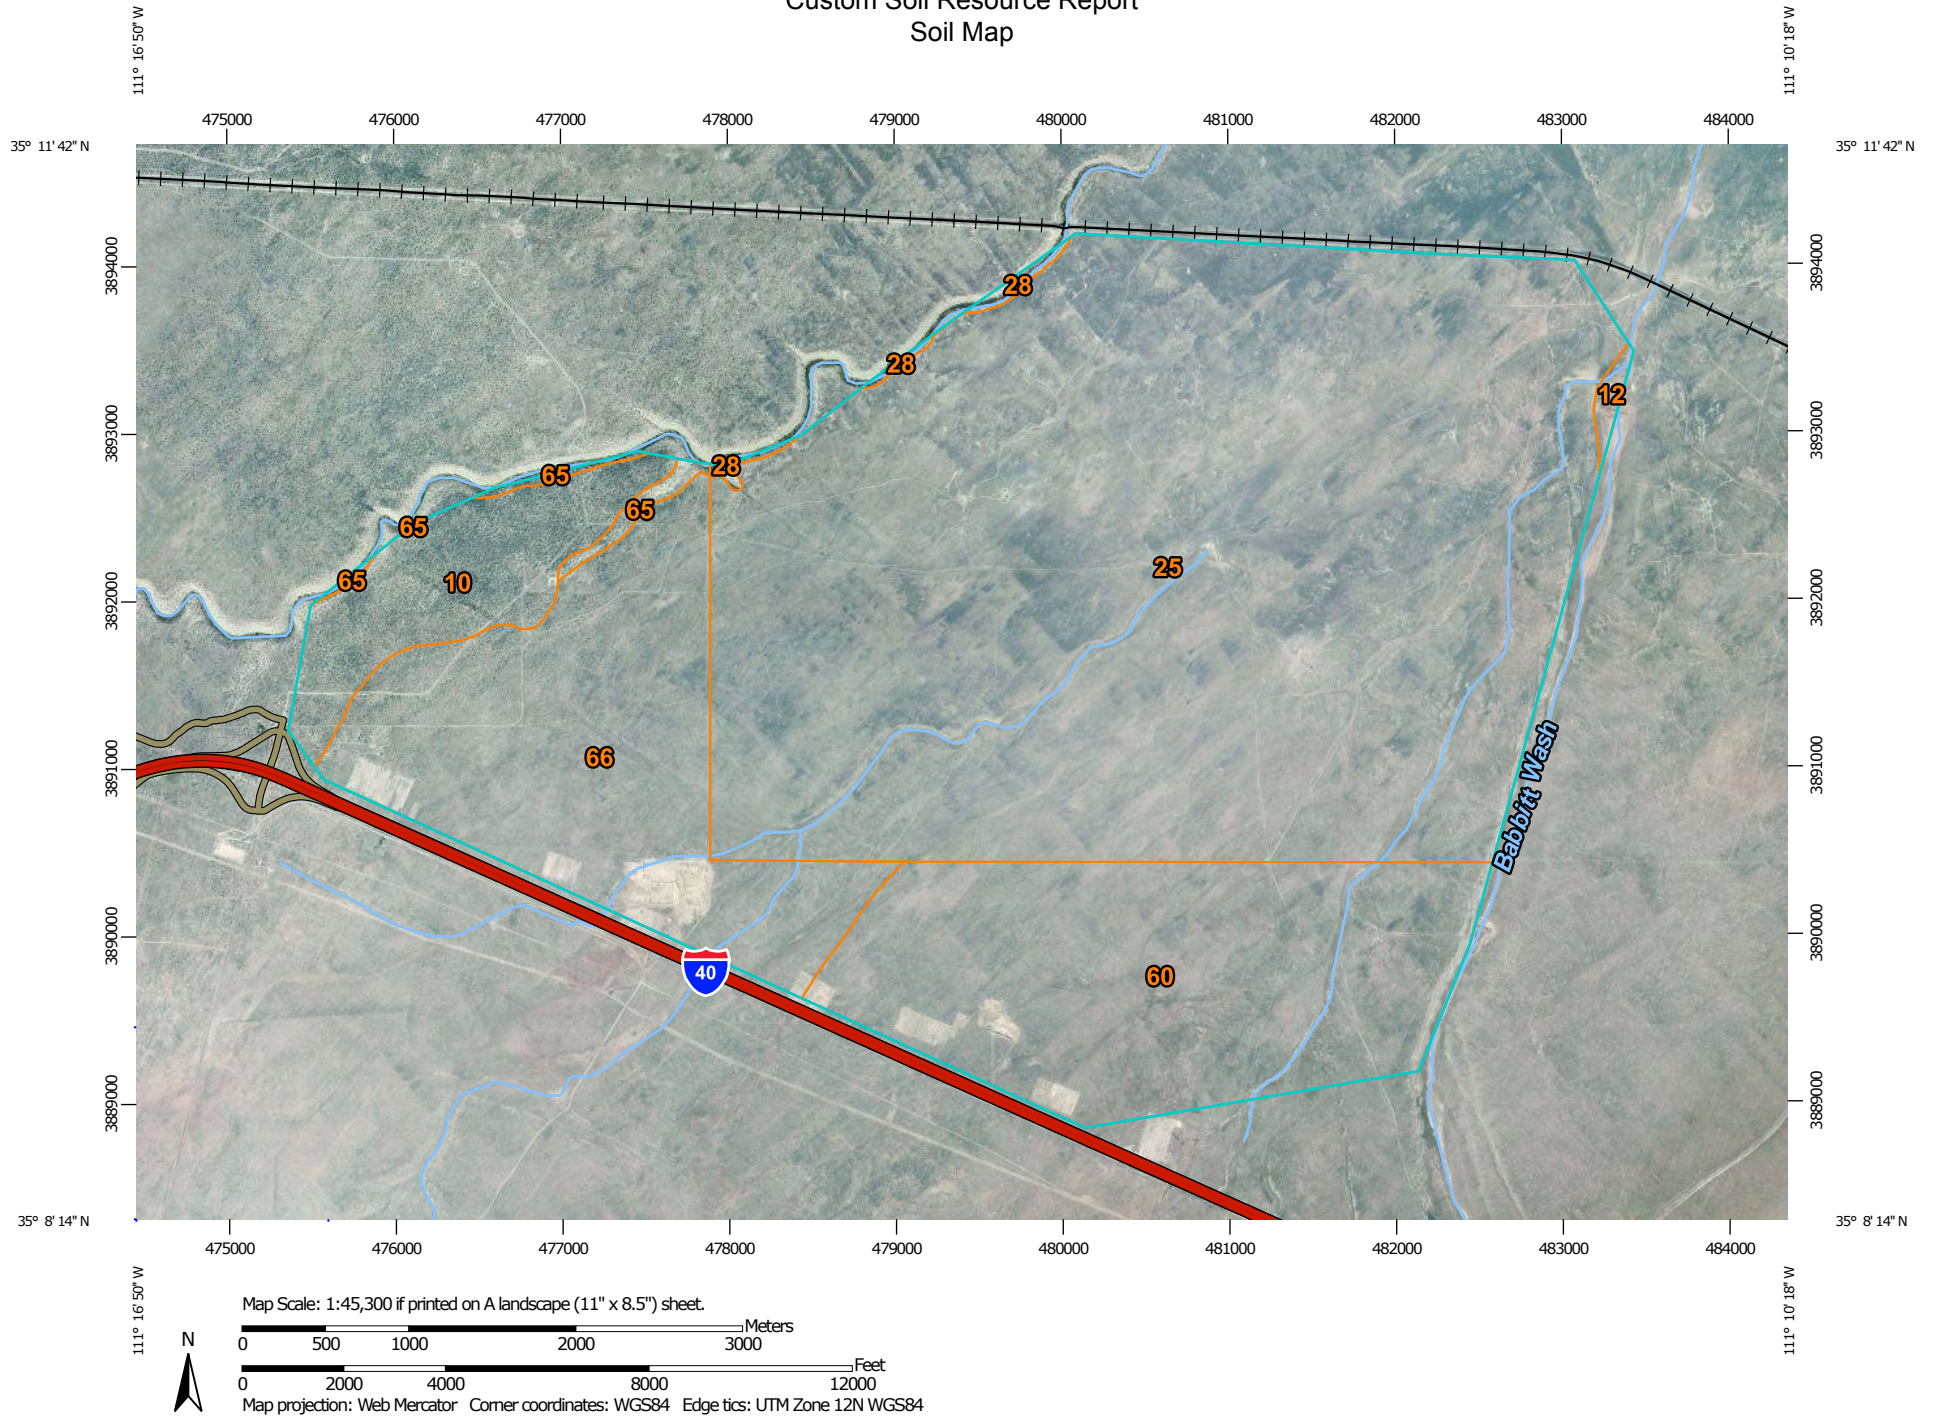 Custom Soil Resource Report
Soil Map
111° 16' 50" W
111° 10' 18" W
475000 476000 477000 478000 479000 480000 481000 482000 483000 484000
35° 11' 42" N
35° 11' 42" N
3894000
3894000
28
28
12
3893000
3893000
28
65
65
65
65
10
25
3892000
3892000
66
3891000
3891000
Babbitt Wash
3890000
3890000
40
60
3889000
3889000
35° 8' 14" N
35° 8' 14" N
475000 476000 477000 478000 479000 480000 481000 482000 483000 484000
111° 16' 50" W
111° 10' 18" W
Map Scale: 1:45,300 if printed on A landscape (11" x 8.5") sheet.
Meters
0 500 1000 2000 3000
N
Feet
0 2000 4000 8000 12000
Map projection: Web Mercator Corner coordinates: WGS84 Edge tics: UTM Zone 12N WGS84